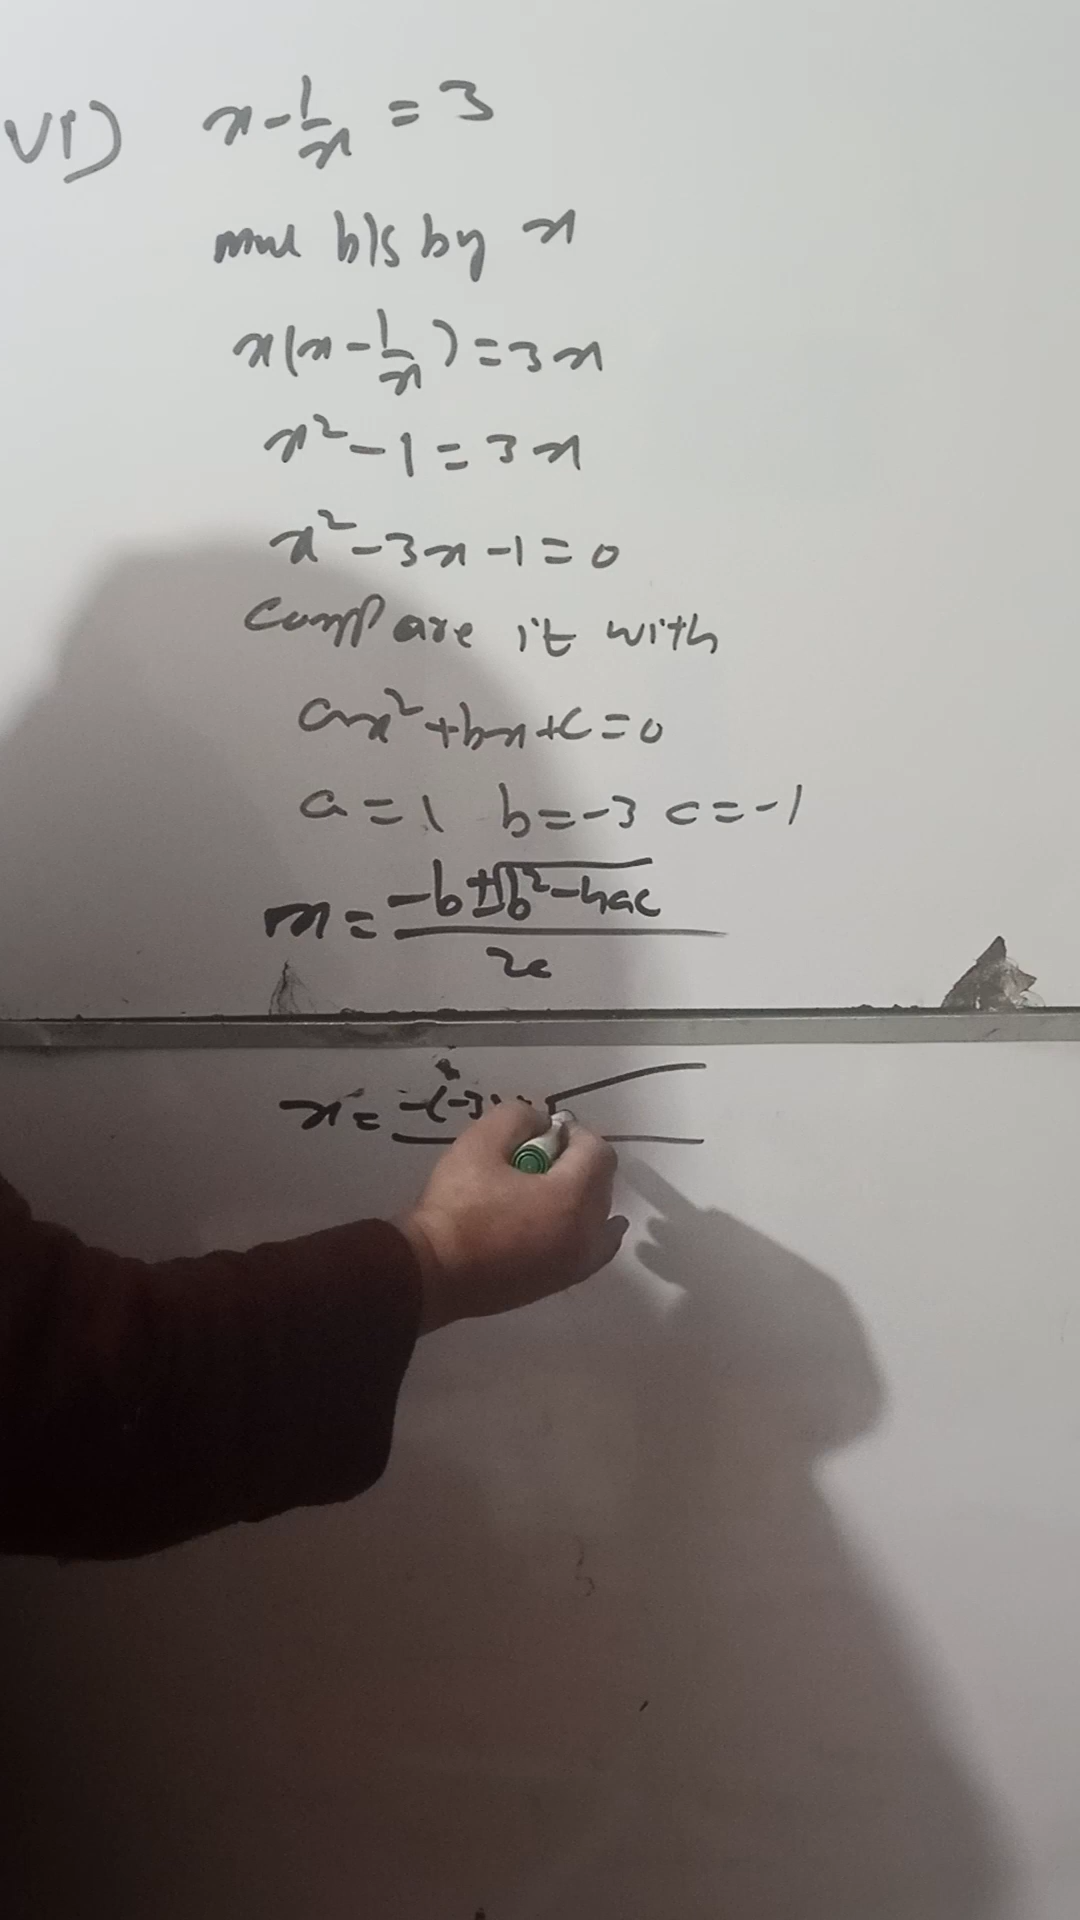 VI) x - 1/x = 3
mul b/s by x
x(x - 1/x) = 3x
x² - 1 = 3x
x² - 3x - 1 = 0
Compare it with
ax² + bx + c = 0
a = 1 b = -3 c = -1
x = -b ± √b² - 4ac / 2a
x = -(-3)